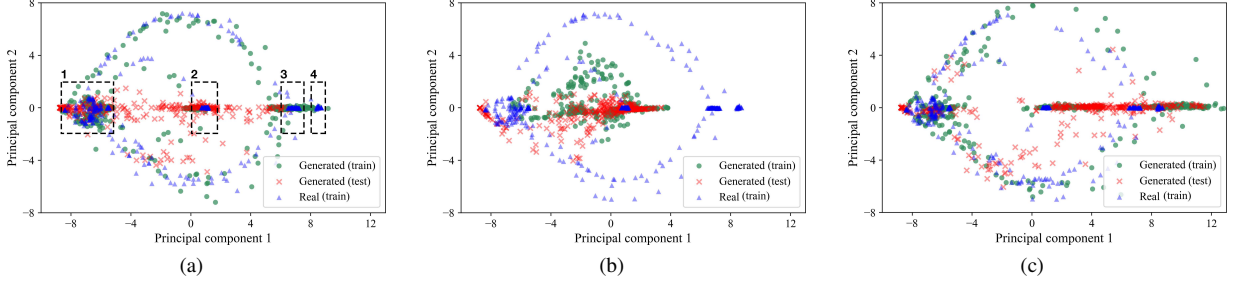 Principal component 2
8
4
0
−4
−8
1
2
3
4
Generated (train)
Generated (test)
Real (train)
−8 −4 0 4 8 12
Principal component 1
(a)
Principal component 2
8
4
0
−4
−8
Generated (train)
Generated (test)
Real (train)
−8 −4 0 4 8 12
Principal component 1
(b)
Principal component 2
8
4
0
−4
−8
Generated (train)
Generated (test)
Real (train)
−8 −4 0 4 8 12
Principal component 1
(c)